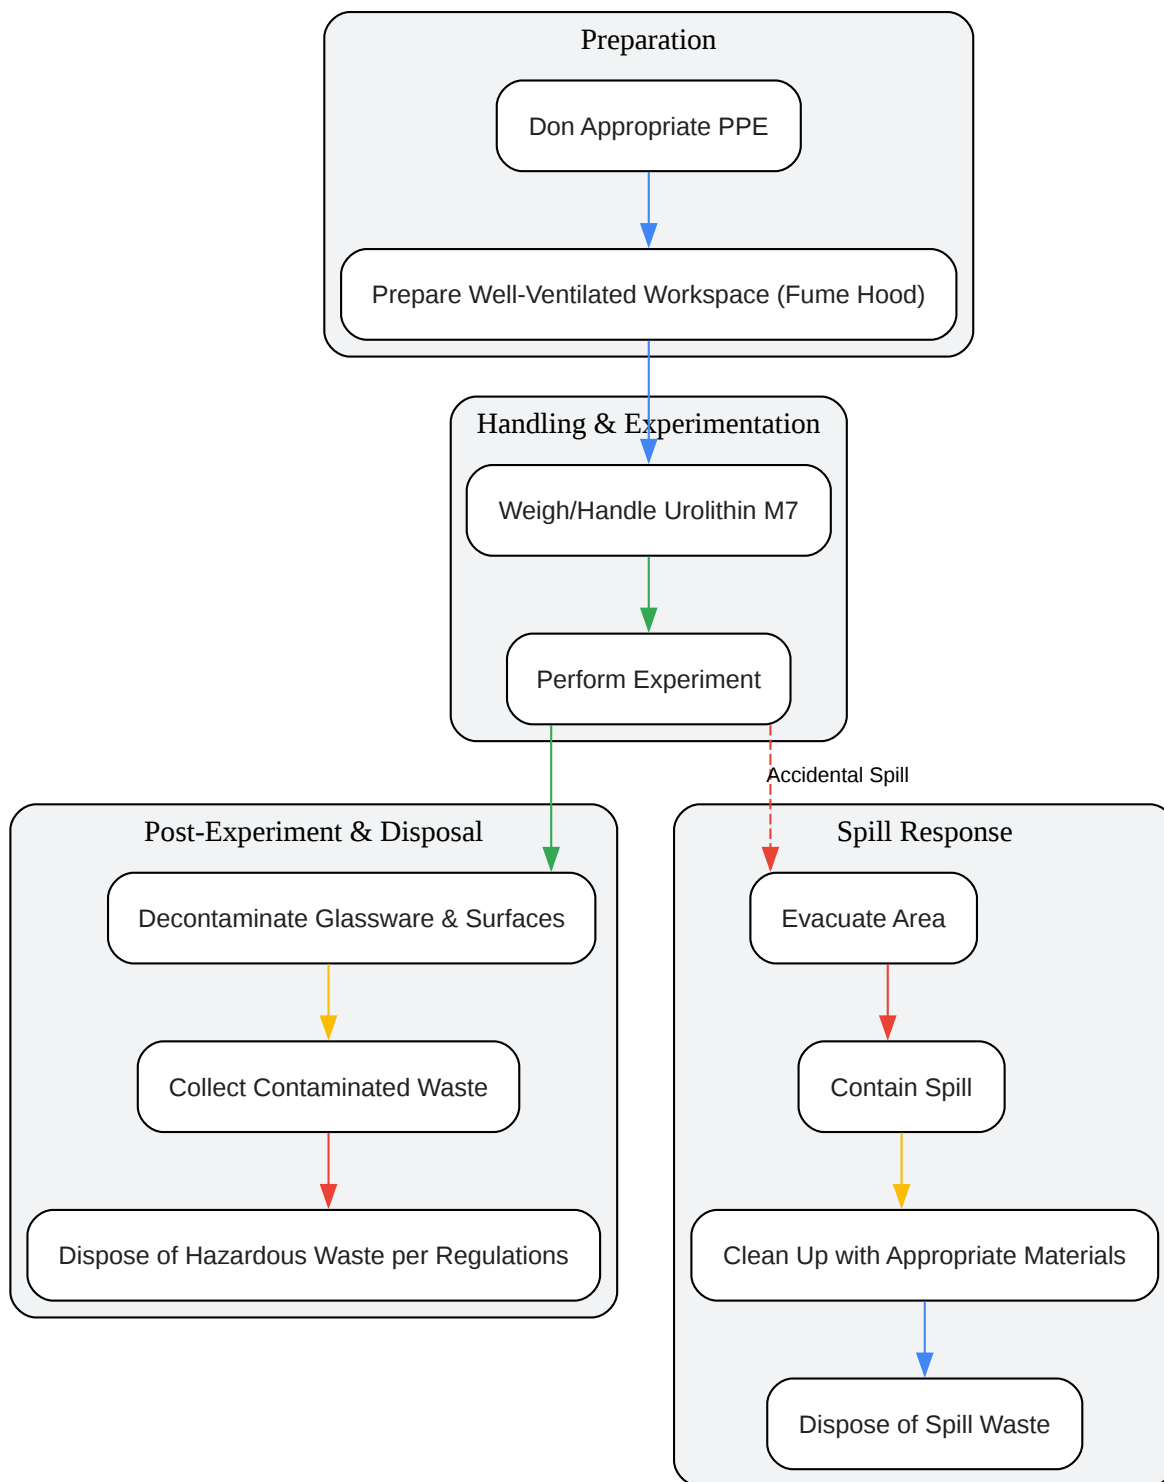 Preparation
Don Appropriate PPE
Prepare Well-Ventilated Workspace (Fume Hood)
Handling & Experimentation
Weigh/Handle Urolithin M7
Perform Experiment
Accidental Spill
Post-Experiment & Disposal
Decontaminate Glassware & Surfaces
Collect Contaminated Waste
Dispose of Hazardous Waste per Regulations
Spill Response
Evacuate Area
Contain Spill
Clean Up with Appropriate Materials
Dispose of Spill Waste